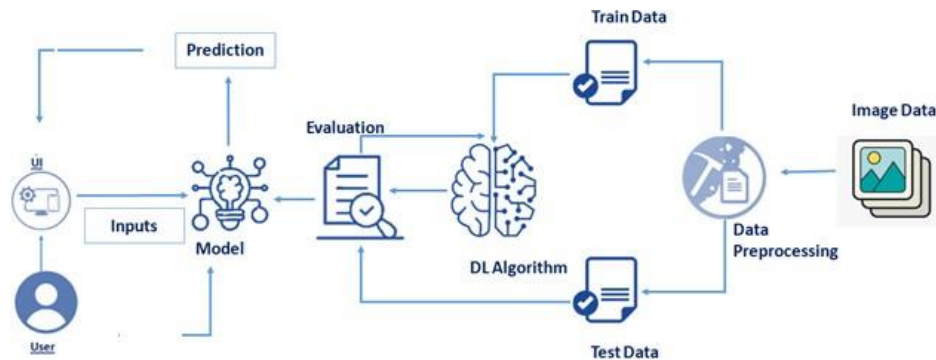 Train Data
Prediction
Image Data
Evaluation
UI
Inputs
Model
DL Algorithm
Data
Preprocessing
User
Test Data